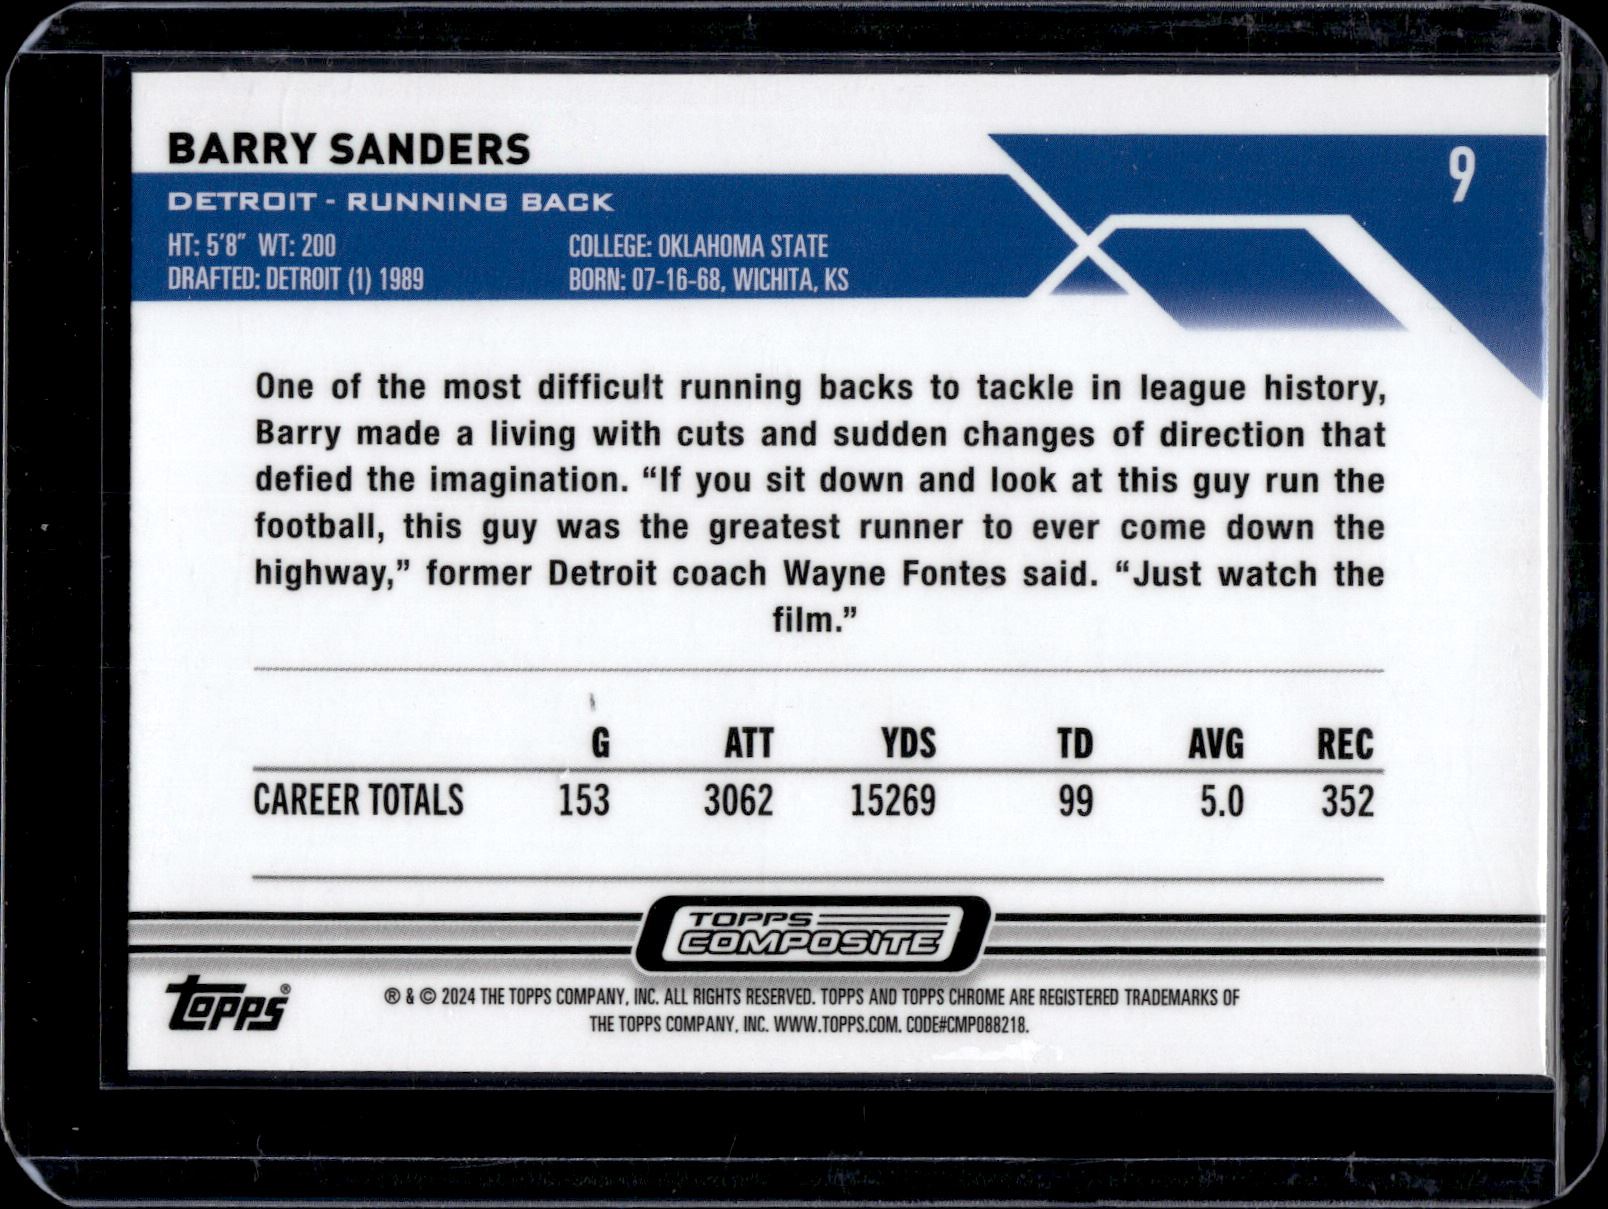 BARRY SANDERS
9
DETROIT - RUNNING BACK
HT: 5'8" WT: 200
COLLEGE: OKLAHOMA STATE
DRAFTED: DETROIT (1) 1989
BORN: 07-16-68, WICHITA, KS
One of the most difficult running backs to tackle in league history,
Barry made a living with cuts and sudden changes of direction that
defied the imagination. “If you sit down and look at this guy run the
football, this guy was the greatest runner to ever come down the
highway,” former Detroit coach Wayne Fontes said. “Just watch the
film.”
G ATT YDS TD AVG REC
CAREER TOTALS 153 3062 15269 99 5.0 352
TOPPS
COMPOSITE
topps®
® & © 2024 THE TOPPS COMPANY, INC. ALL RIGHTS RESERVED. TOPPS AND TOPPS CHROME ARE REGISTERED TRADEMARKS OF
THE TOPPS COMPANY, INC. WWW.TOPPS.COM. CODE#CMP088218.